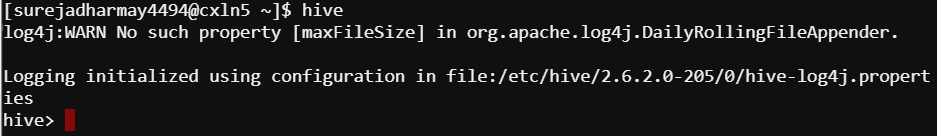 [surejadharmay4494@cxln5 ~]$ hive
log4j:WARN No such property [maxFileSize] in org.apache.log4j.DailyRollingFileAppender.
Logging initialized using configuration in file:/etc/hive/2.6.2.0-205/0/hive-log4j.propert
ies
hive>